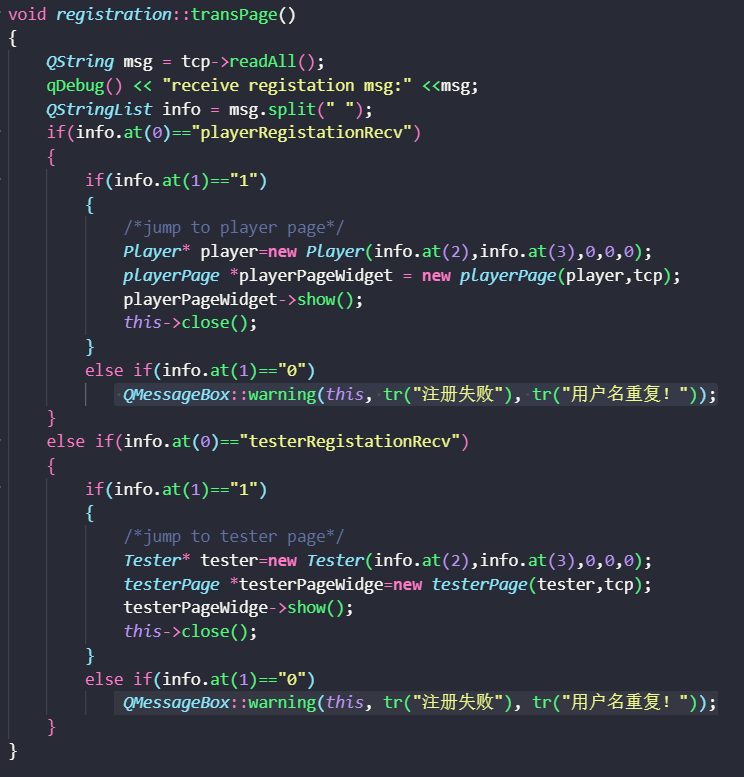 void registration::transPage()
{
    QString msg = tcp->readAll();
    qDebug() << "receive registation msg:" <<msg;
    QStringList info = msg.split(" ");
    if(info.at(0)=="playerRegistationRecv")
    {
        if(info.at(1)=="1")
        {
            /*jump to player page*/
            Player* player=new Player(info.at(2),info.at(3),0,0,0);
            playerPage *playerPageWidget = new playerPage(player,tcp);
            playerPageWidget->show();
            this->close();
        }
        else if(info.at(1)=="0")
            QMessageBox::warning(this, tr("注册失败"), tr("用户名重复！"));
    }
    else if(info.at(0)=="testerRegistationRecv")
    {
        if(info.at(1)=="1")
        {
            /*jump to tester page*/
            Tester* tester=new Tester(info.at(2),info.at(3),0,0,0);
            testerPage *testerPageWidge=new testerPage(tester,tcp);
            testerPageWidge->show();
            this->close();
        }
        else if(info.at(1)=="0")
            QMessageBox::warning(this, tr("注册失败"), tr("用户名重复！"));
    }
}